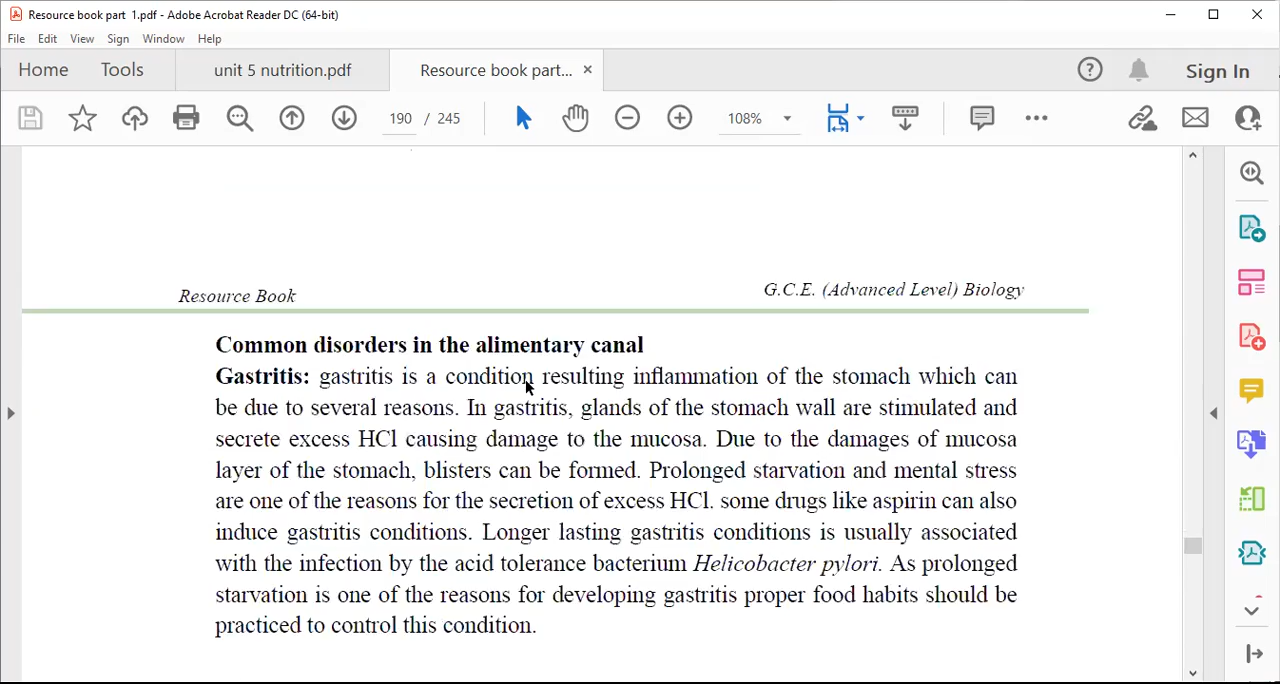 Resource book part 1.pdf - Adobe Acrobat Reader DC (64-bit)
File Edit View Sign Window Help
Home Tools unit 5 nutrition.pdf Resource book part... × Sign In
190 / 245 108%
Resource Book G.C.E. (Advanced Level) Biology
Common disorders in the alimentary canal
Gastritis: gastritis is a condition resulting inflammation of the stomach which can
be due to several reasons. In gastritis, glands of the stomach wall are stimulated and
secrete excess HCl causing damage to the mucosa. Due to the damages of mucosa
layer of the stomach, blisters can be formed. Prolonged starvation and mental stress
are one of the reasons for the secretion of excess HCl. some drugs like aspirin can also
induce gastritis conditions. Longer lasting gastritis conditions is usually associated
with the infection by the acid tolerance bacterium Helicobacter pylori. As prolonged
starvation is one of the reasons for developing gastritis proper food habits should be
practiced to control this condition.